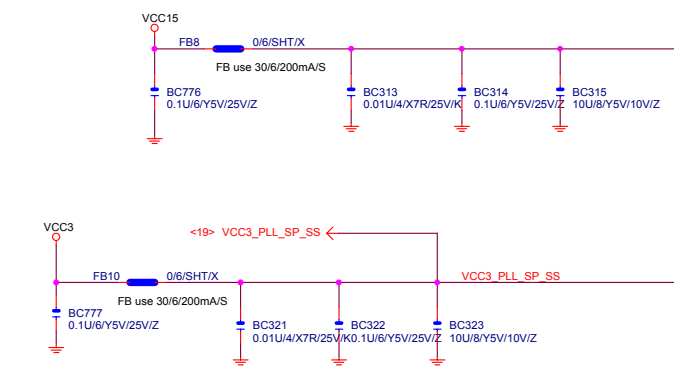 VCC15
FB8 0/6/SHT/X
FB use 30/6/200mA/S
BC776
0.1U/6/Y5V/25V/Z
BC313
0.01U/4/X7R/25V/K
BC314
0.1U/6/Y5V/25V/Z
BC315
10U/8/Y5V/10V/Z
VCC3
<19> VCC3_PLL_SP_SS
FB10 0/6/SHT/X
VCC3_PLL_SP_SS
FB use 30/6/200mA/S
BC777
0.1U/6/Y5V/25V/Z
BC321
0.01U/4/X7R/25V/K
BC322
0.1U/6/Y5V/25V/Z
BC323
10U/8/Y5V/10V/Z